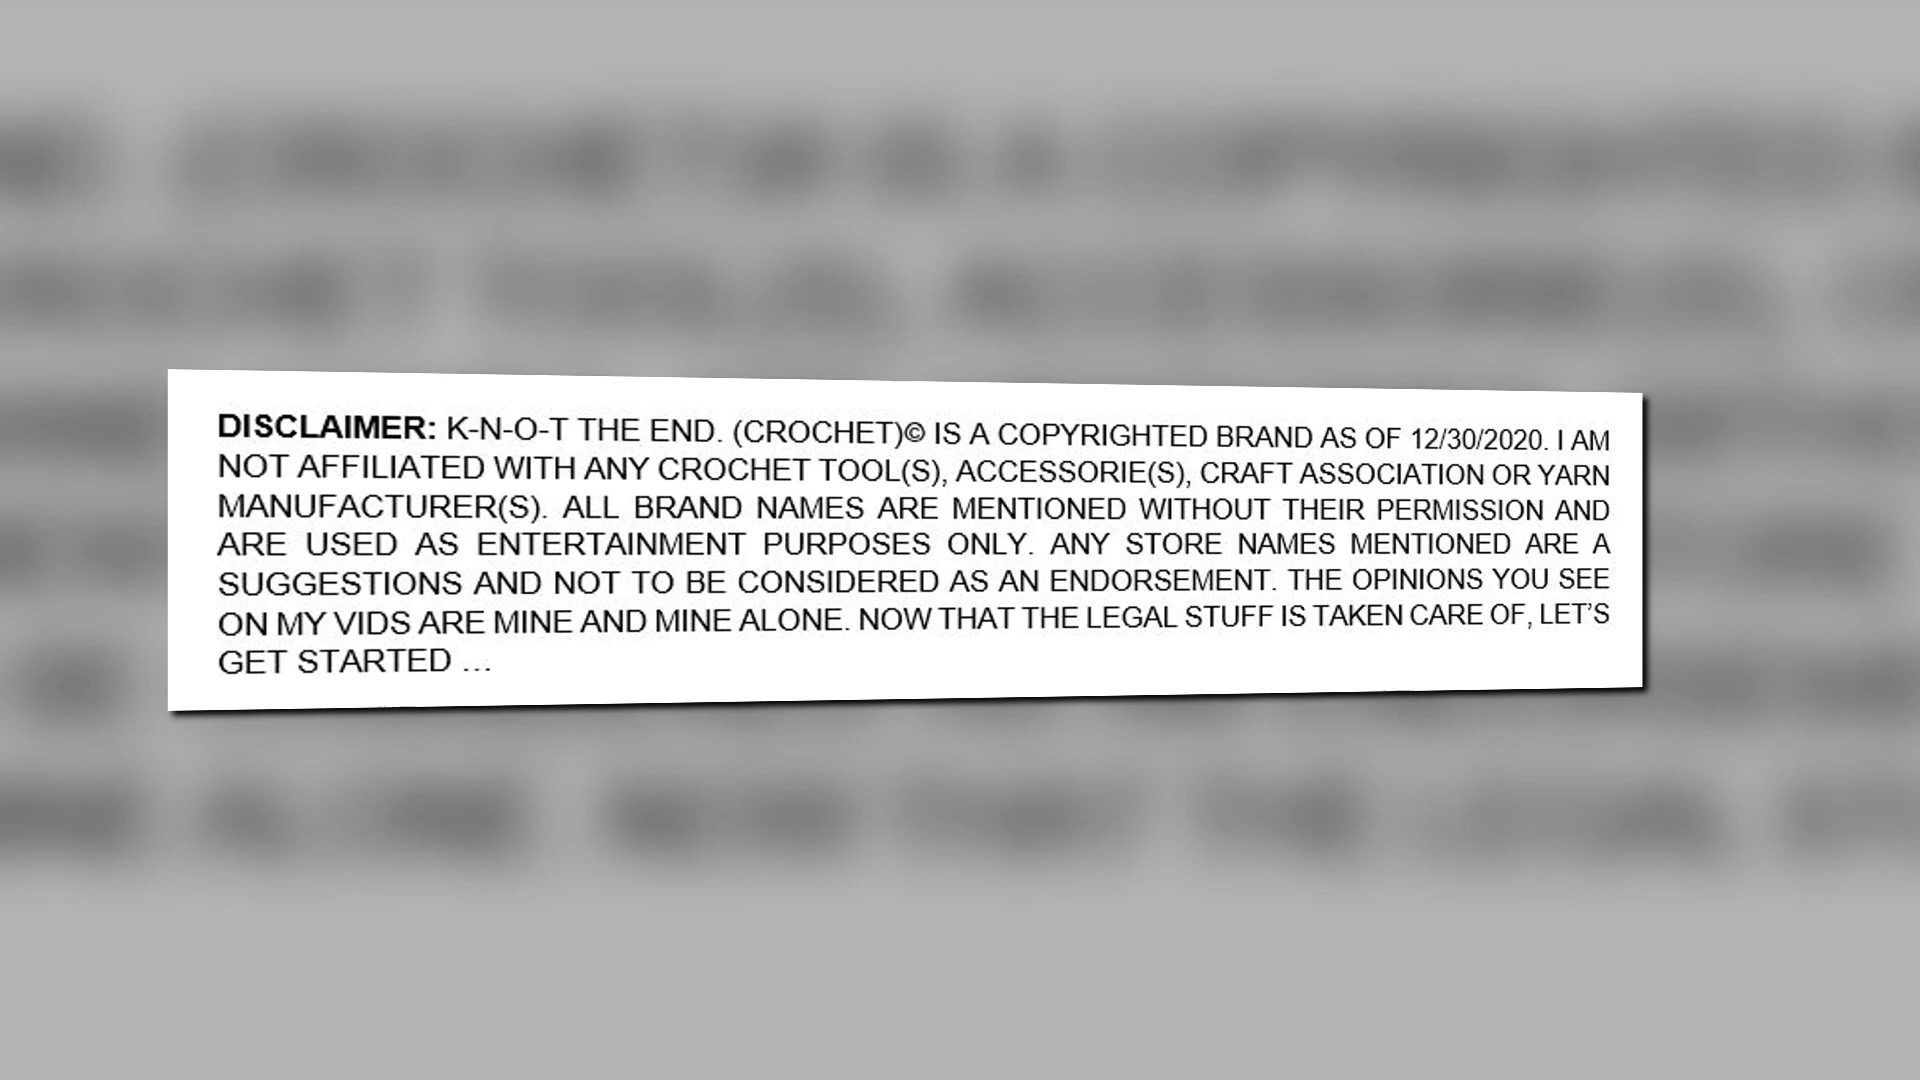 DISCLAIMER: K-N-O-T THE END. (CROCHET)© IS A COPYRIGHTED BRAND AS OF 12/30/2020. I AM
NOT AFFILIATED WITH ANY CROCHET TOOL(S), ACCESSORIE(S), CRAFT ASSOCIATION OR YARN
MANUFACTURER(S). ALL BRAND NAMES ARE MENTIONED WITHOUT THEIR PERMISSION AND
ARE USED AS ENTERTAINMENT PURPOSES ONLY. ANY STORE NAMES MENTIONED ARE A
SUGGESTIONS AND NOT TO BE CONSIDERED AS AN ENDORSEMENT. THE OPINIONS YOU SEE
ON MY VIDS ARE MINE AND MINE ALONE. NOW THAT THE LEGAL STUFF IS TAKEN CARE OF, LET’S
GET STARTED …